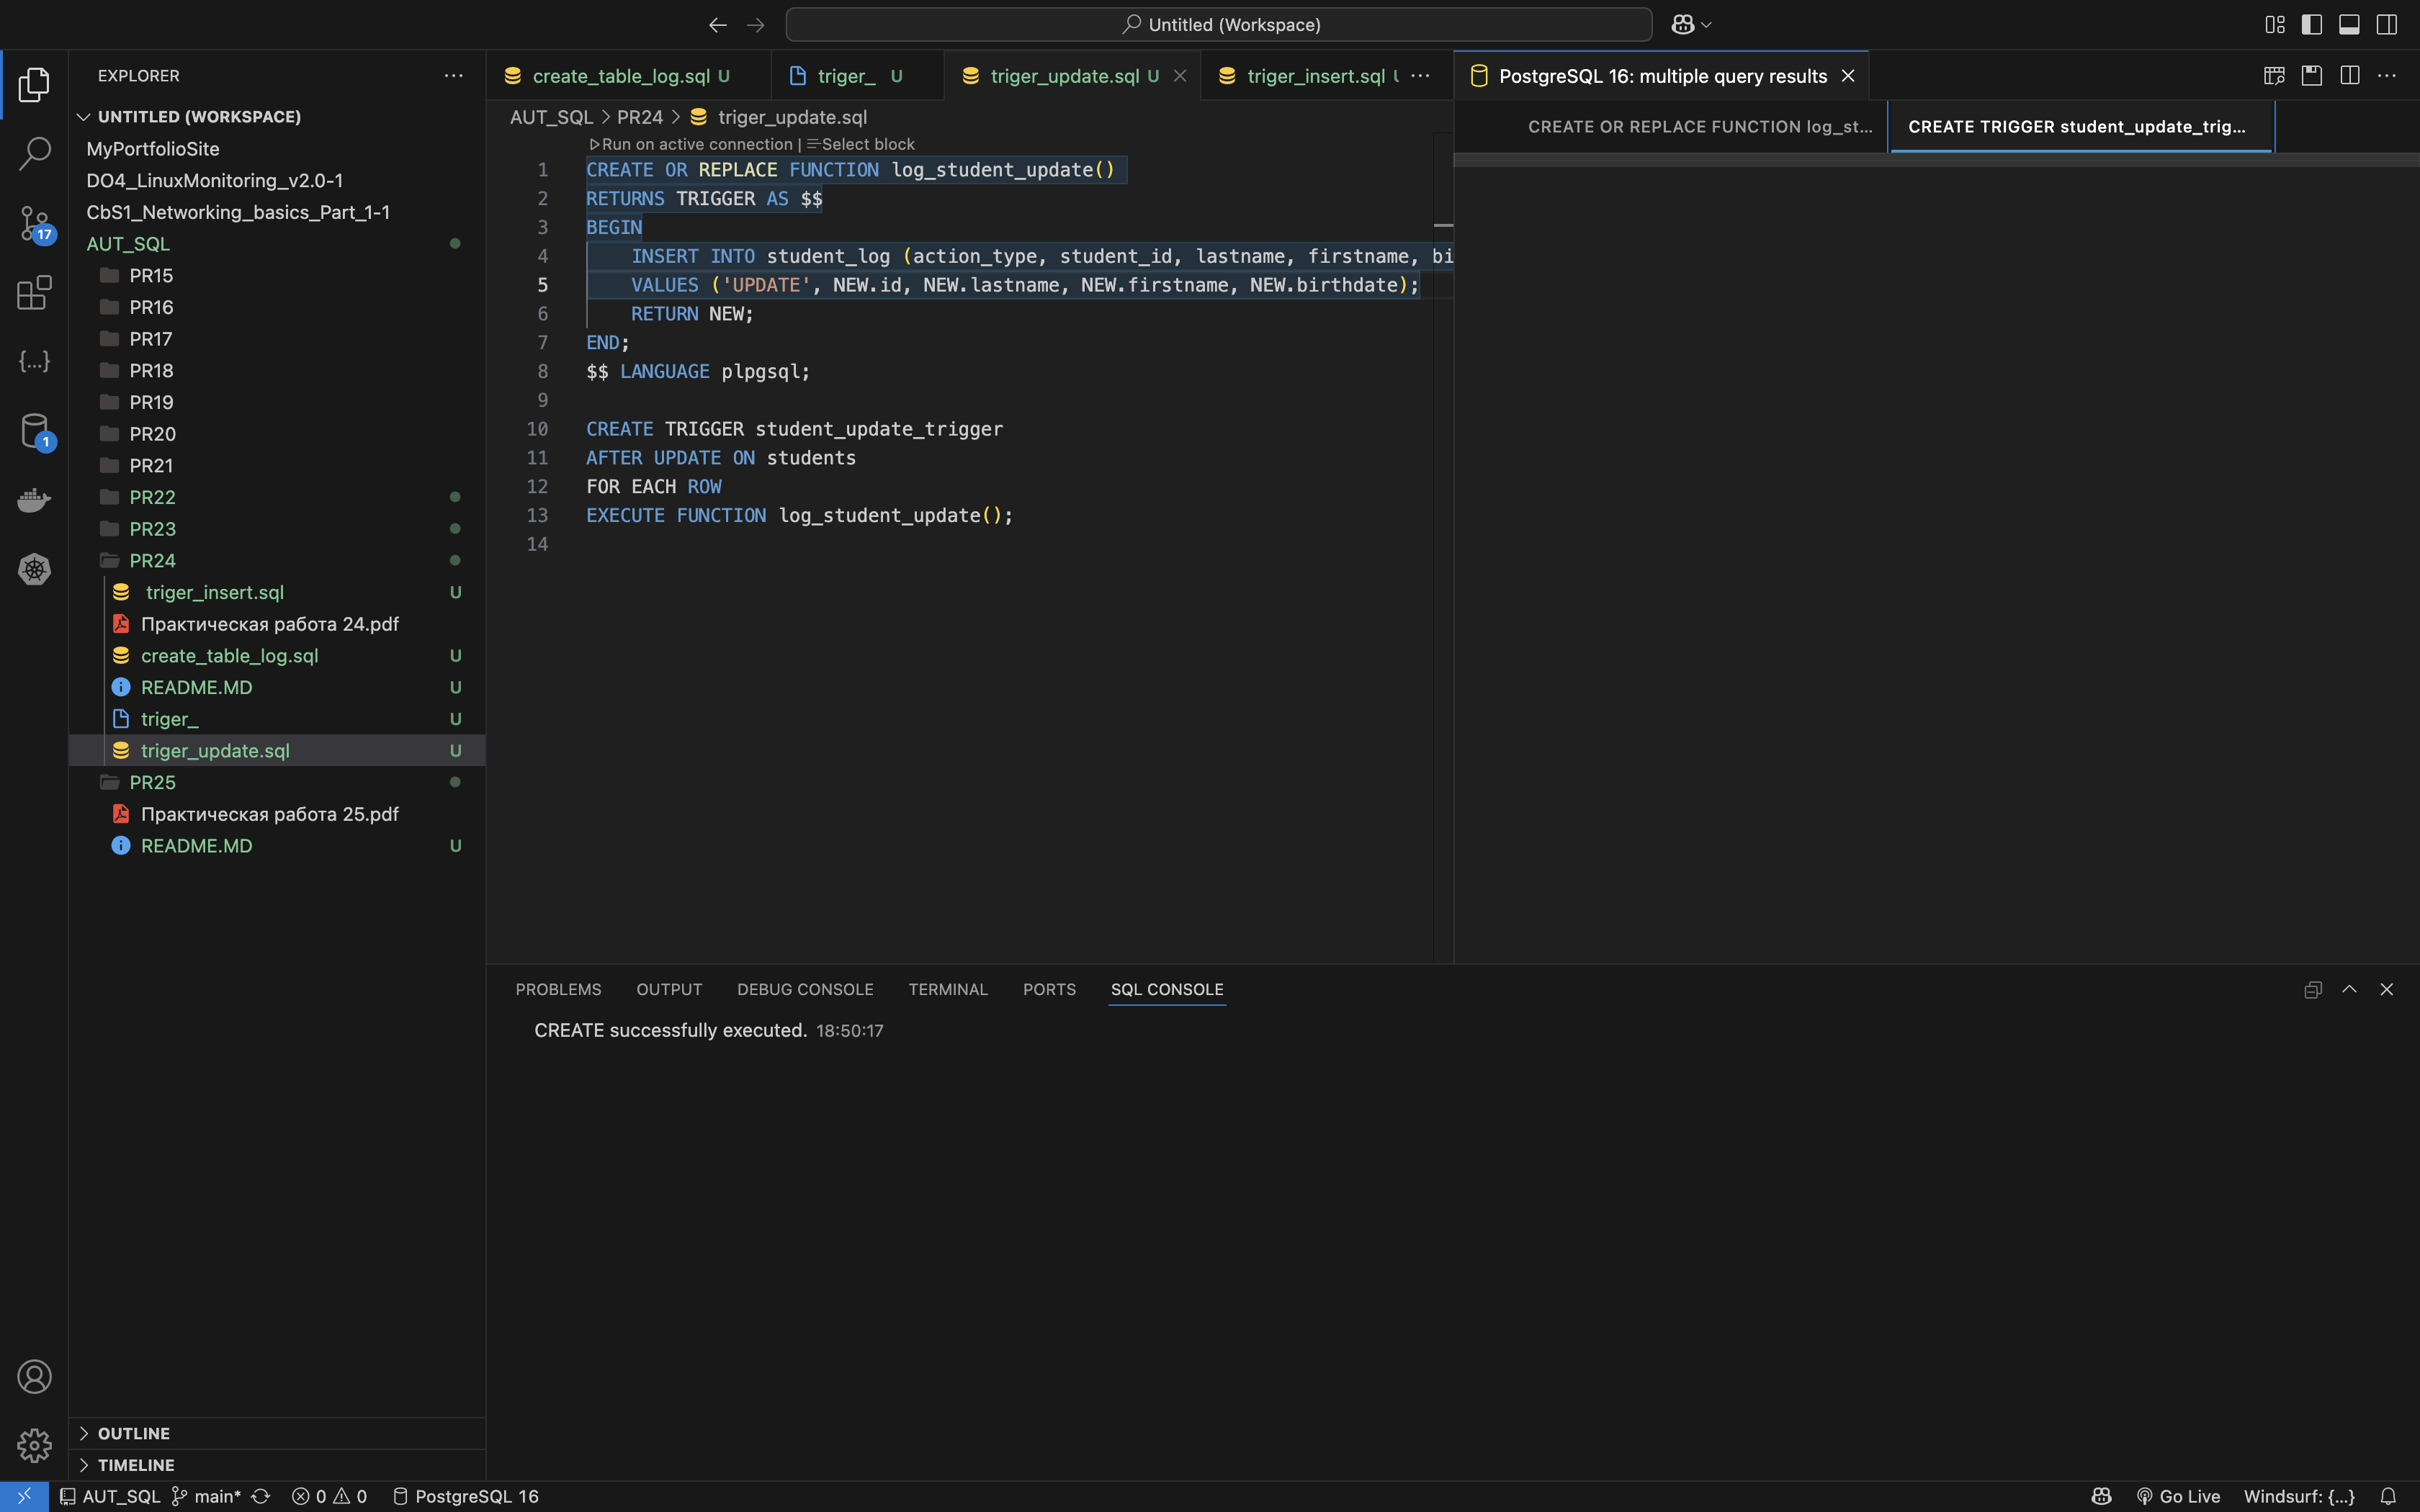 Untitled (Workspace)
EXPLORER
UNTITLED (WORKSPACE)
MyPortfolioSite
DO4_LinuxMonitoring_v2.0-1
CbS1_Networking_basics_Part_1-1
AUT_SQL
PR15
PR16
PR17
PR18
PR19
PR20
PR21
PR22
PR23
PR24
triger_insert.sql U
Практическая работа 24.pdf
create_table_log.sql U
README.MD U
triger_ U
triger_update.sql U
PR25
Практическая работа 25.pdf
README.MD U
OUTLINE
TIMELINE
17
1
create_table_log.sql U
triger_ U
triger_update.sql U
triger_insert.sql
AUT_SQL > PR24 > triger_update.sql
Run on active connection | Select block
1 CREATE OR REPLACE FUNCTION log_student_update()
2 RETURNS TRIGGER AS $$
3 BEGIN
4 INSERT INTO student_log (action_type, student_id, lastname, firstname, bi
5 VALUES ('UPDATE', NEW.id, NEW.lastname, NEW.firstname, NEW.birthdate);
6 RETURN NEW;
7 END;
8 $$ LANGUAGE plpgsql;
9
10 CREATE TRIGGER student_update_trigger
11 AFTER UPDATE ON students
12 FOR EACH ROW
13 EXECUTE FUNCTION log_student_update();
14
PostgreSQL 16: multiple query results
CREATE OR REPLACE FUNCTION log_st...
CREATE TRIGGER student_update_trig...
PROBLEMS OUTPUT DEBUG CONSOLE TERMINAL PORTS SQL CONSOLE
CREATE successfully executed. 18:50:17
AUT_SQL main* 0 0 PostgreSQL 16
Go Live Windsurf: {...}